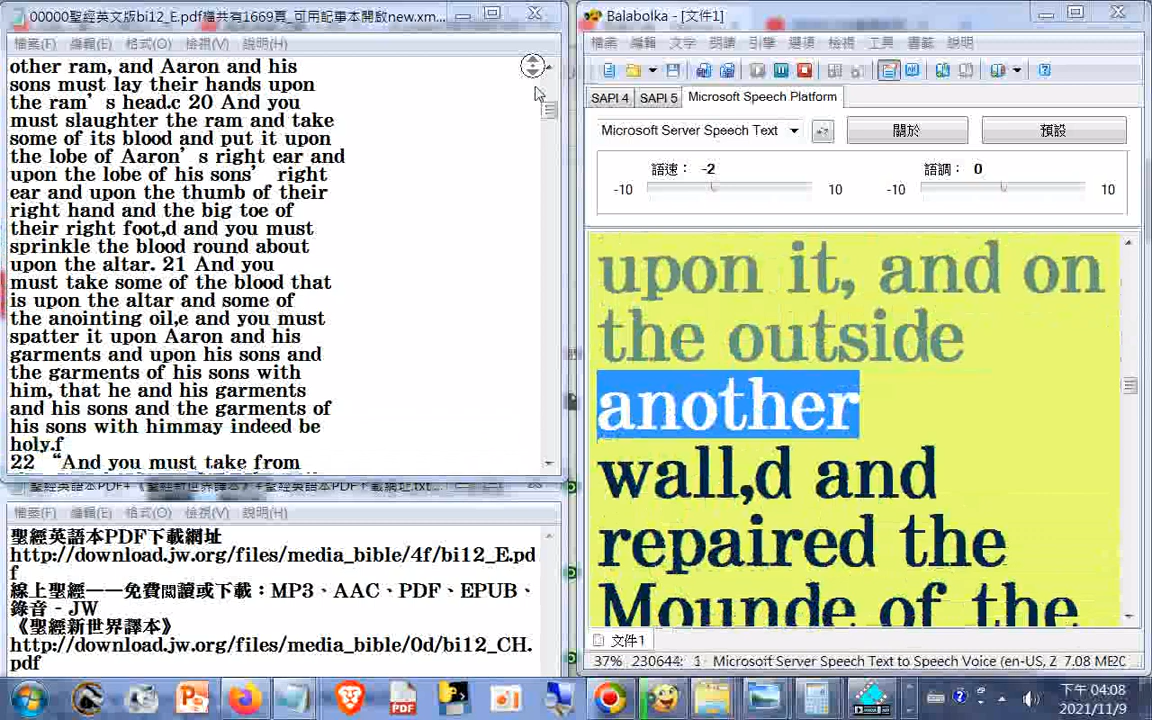 00000聖經英文版bi12_E.pdf檔共有1669頁_可用記事本開啟new.xm...
檔案(F) 編輯(E) 格式(O) 檢視(V) 說明(H)
other ram, and Aaron and his
sons must lay their hands upon
the ram’s head.c 20 And you
must slaughter the ram and take
some of its blood and put it upon
the lobe of Aaron’s right ear and
upon the lobe of his sons’ right
ear and upon the thumb of their
right hand and the big toe of
their right foot,d and you must
sprinkle the blood round about
upon the altar. 21 And you
must take some of the blood that
is upon the altar and some of
the anointing oil,e and you must
spatter it upon Aaron and his
garments and upon his sons and
the garments of his sons with
him, that he and his garments
and his sons and the garments of
his sons with himmay indeed be
holy.f
22 “And you must take from
檔案(F) 編輯(E) 格式(O) 檢視(V) 說明(H)
聖經英語本PDF下載網址
http://download.jw.org/files/media_bible/4f/bi12_E.pd
f
線上聖經——免費閱讀或下載：MP3、AAC、PDF、EPUB、
錄音 - JW
《聖經新世界譯本》
http://download.jw.org/files/media_bible/0d/bi12_CH.
pdf
Balabolka - [文件1]
檔案 編輯 文字 朗讀 引擎 選項 檢視 工具 書籤 說明
SAPI 4 SAPI 5 Microsoft Speech Platform
Microsoft Server Speech Text 關於 預設
語速： -2 語調： 0
-10 10 -10 10
upon it, and on
the outside
another
wall,d and
repaired the
Mounde of the
文件1
37% 230644: 1 Microsoft Server Speech Text to Speech Voice (en-US, Z 7.08 ME2C
PDF
下午 04:08
2021/11/9